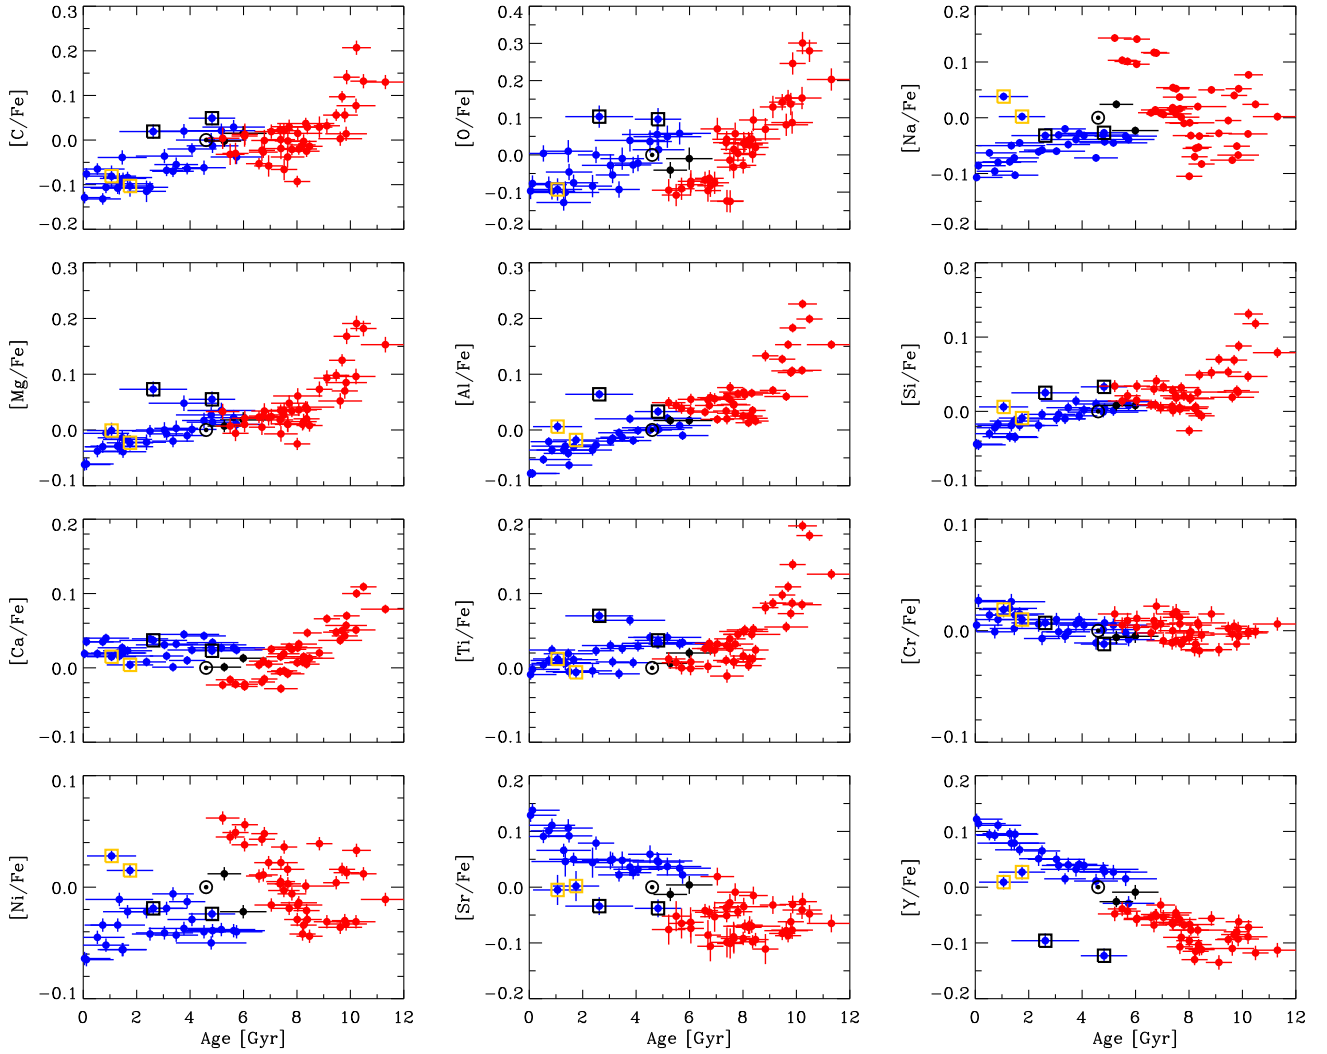 0.3 0.2 0.1 0.0 −0.1 −0.2 [C/Fe]
0.4 0.3 0.2 0.1 0.0 −0.1 −0.2 [O/Fe]
0.2 0.1 0.0 −0.1 −0.2 [Na/Fe]
0.3 0.2 0.1 0.0 −0.1 [Mg/Fe]
0.3 0.2 0.1 0.0 −0.1 [Al/Fe]
0.2 0.1 0.0 −0.1 [Si/Fe]
0.2 0.1 0.0 −0.1 [Ca/Fe]
0.2 0.1 0.0 −0.1 [Ti/Fe]
0.1 0.0 −0.1 [Cr/Fe]
0.1 0.0 −0.1 [Ni/Fe]
0.2 0.1 0.0 −0.1 −0.2 [Sr/Fe]
0.2 0.1 0.0 −0.1 −0.2 [Y/Fe]
0 2 4 6 8 10 12 0 2 4 6 8 10 12 0 2 4 6 8 10 12
Age [Gyr] Age [Gyr] Age [Gyr]